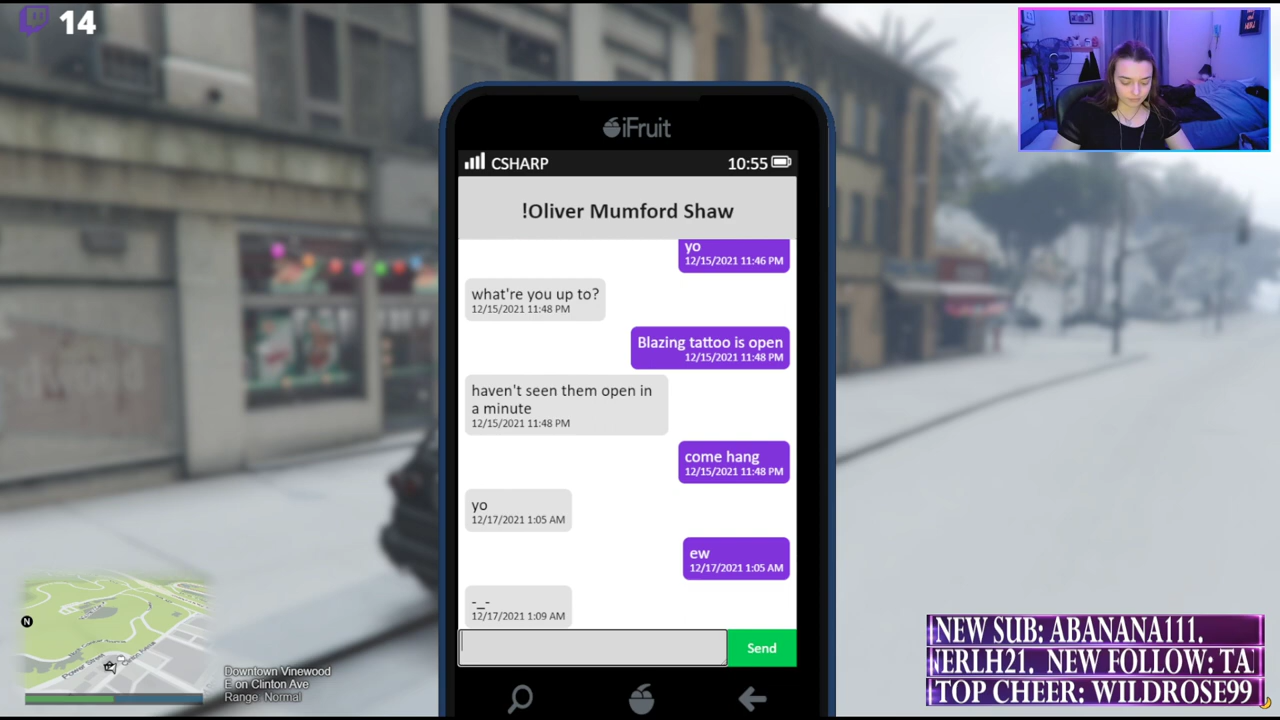 14
iFruit
CSHARP
10:55
!Oliver Mumford Shaw
yo
12/15/2021 11:46 PM
what're you up to?
12/15/2021 11:48 PM
Blazing tattoo is open
12/15/2021 11:48 PM
haven't seen them open in
a minute
12/15/2021 11:48 PM
come hang
12/15/2021 11:48 PM
yo
12/17/2021 1:05 AM
ew
12/17/2021 1:05 AM
-_-
12/17/2021 1:09 AM
Send
N
Downtown Vinewood
E on Clinton Ave
Range: Normal
NEW SUB: ABANANA111.
NERLH21. NEW FOLLOW: TA
TOP CHEER: WILDROSE99